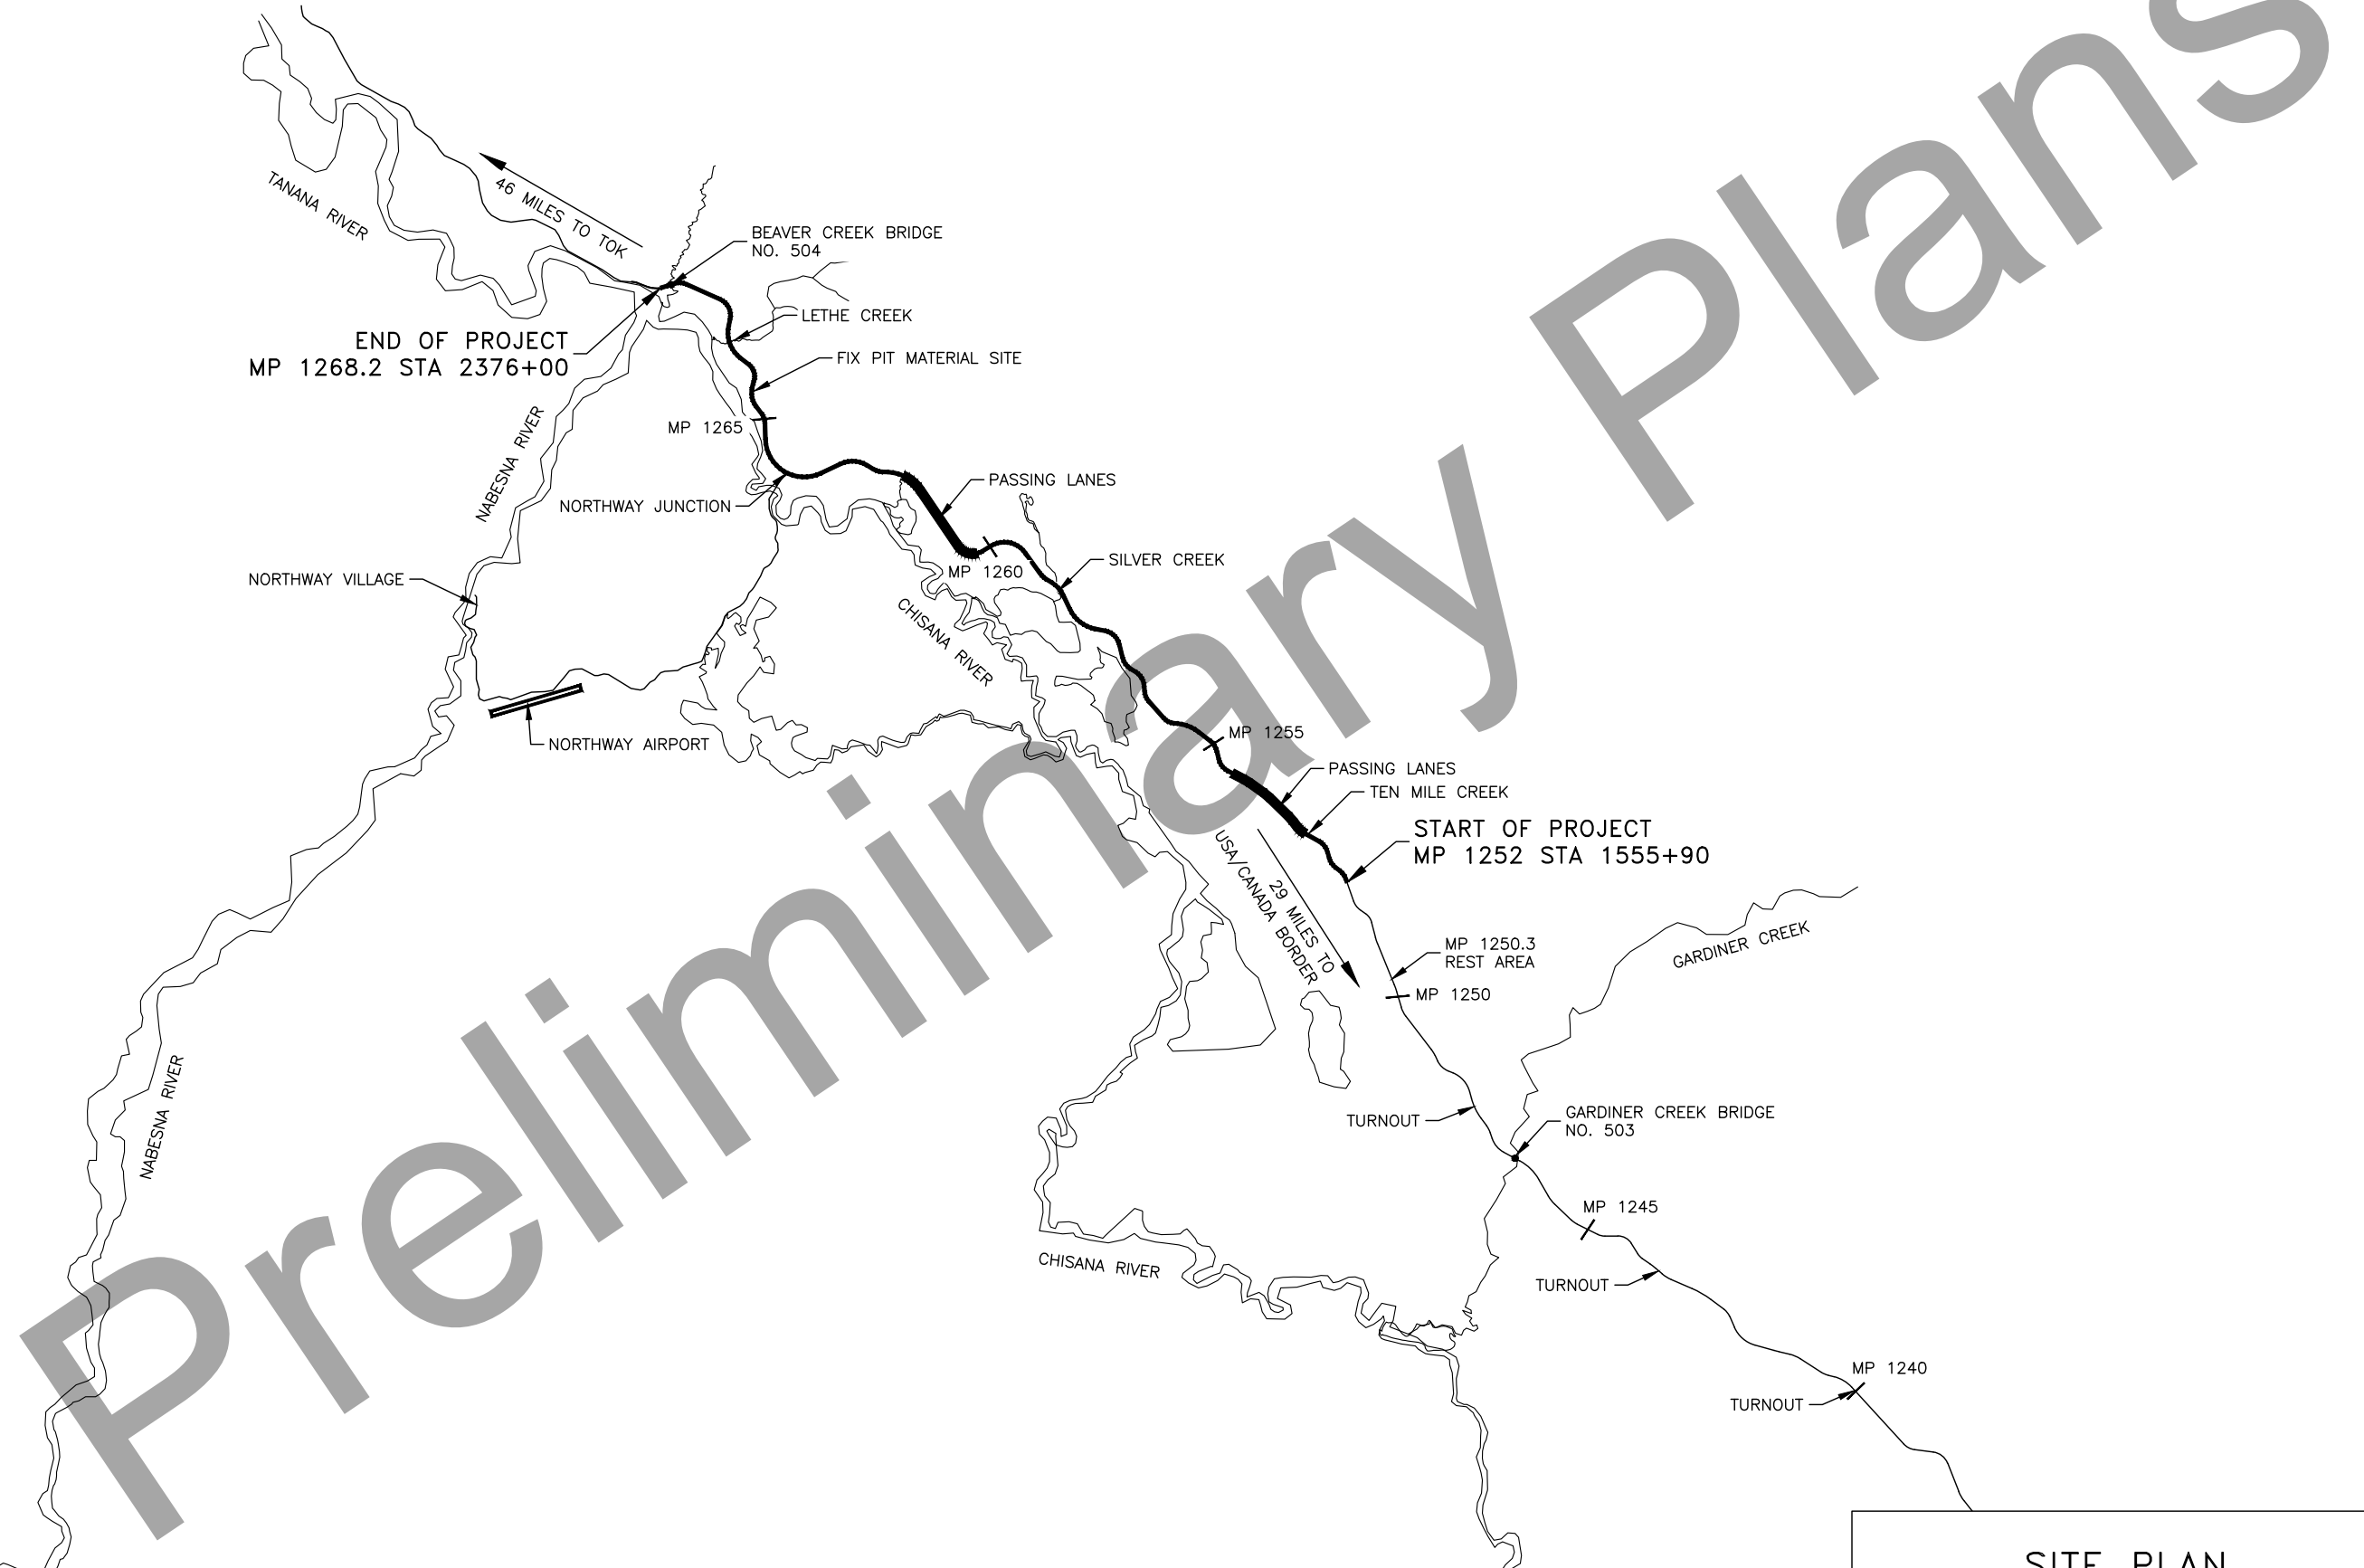 Preliminary Plans
TANANA RIVER
46 MILES TO TOK
BEAVER CREEK BRIDGE
NO. 504
LETHE CREEK
END OF PROJECT
MP 1268.2 STA 2376+00
FIX PIT MATERIAL SITE
MP 1265
NABESNA RIVER
PASSING LANES
NORTHWAY JUNCTION
MP 1260
SILVER CREEK
NORTHWAY VILLAGE
CHISANA RIVER
NORTHWAY AIRPORT
MP 1255
PASSING LANES
TEN MILE CREEK
START OF PROJECT
MP 1252 STA 1555+90
29 MILES TO
USA/CANADA BORDER
GARDINER CREEK
MP 1250.3
REST AREA
MP 1250
NABESNA RIVER
TURNOUT
GARDINER CREEK BRIDGE
NO. 503
MP 1245
CHISANA RIVER
TURNOUT
MP 1240
TURNOUT
SITE PLAN